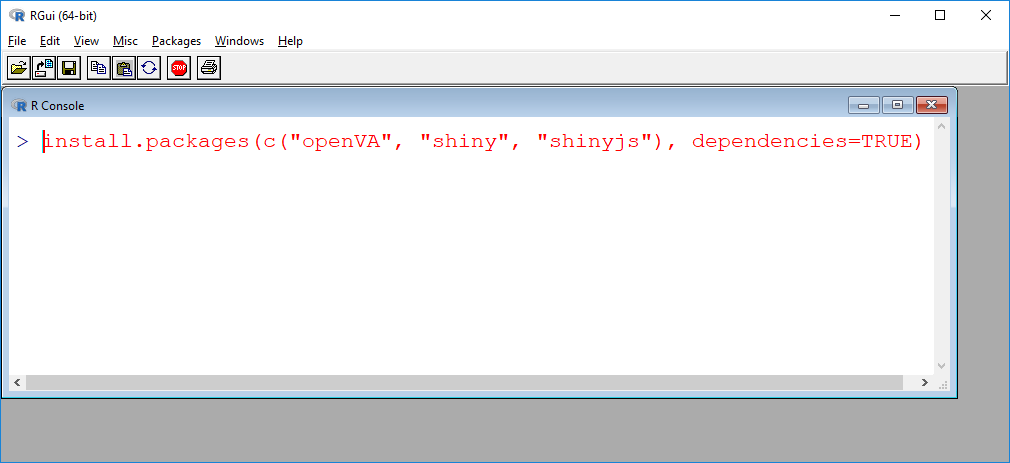 RGui (64-bit)
File Edit View Misc Packages Windows Help
STOP
R Console
> install.packages(c("openVA", "shiny", "shinyjs"), dependencies=TRUE)